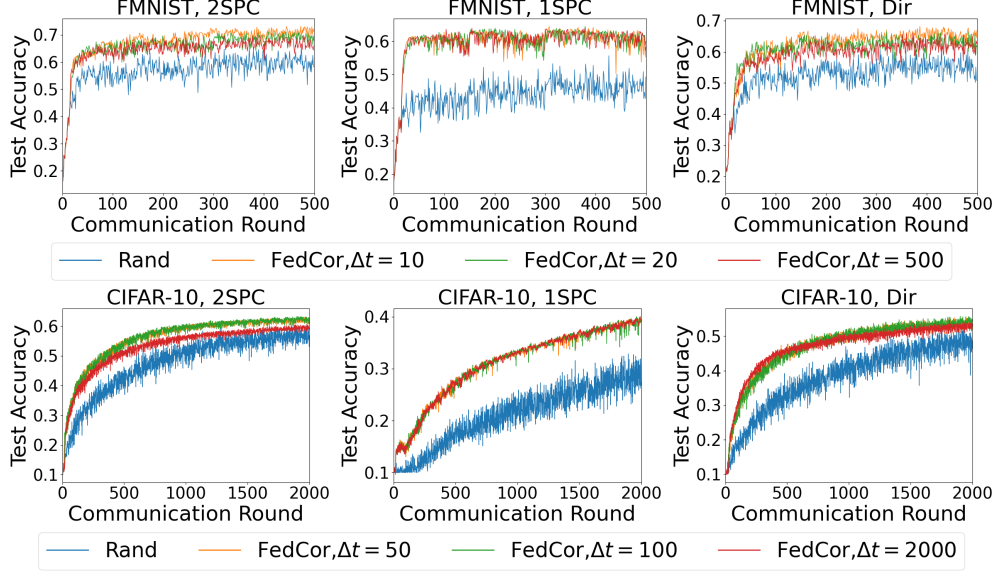 FMNIST, 2SPC
FMNIST, 1SPC
FMNIST, Dir
Test Accuracy
0.7
0.6
0.5
0.4
0.3
0.2
0 100 200 300 400 500
Communication Round
Test Accuracy
0.6
0.5
0.4
0.3
0.2
0 100 200 300 400 500
Communication Round
Test Accuracy
0.7
0.6
0.5
0.4
0.3
0.2
0 100 200 300 400 500
Communication Round
Rand FedCor,Δt = 10 FedCor,Δt = 20 FedCor,Δt = 500
CIFAR-10, 2SPC
CIFAR-10, 1SPC
CIFAR-10, Dir
Test Accuracy
0.6
0.5
0.4
0.3
0.2
0.1
0 500 1000 1500 2000
Communication Round
Test Accuracy
0.4
0.3
0.2
0.1
0 500 1000 1500 2000
Communication Round
Test Accuracy
0.5
0.4
0.3
0.2
0.1
0 500 1000 1500 2000
Communication Round
Rand FedCor,Δt = 50 FedCor,Δt = 100 FedCor,Δt = 2000